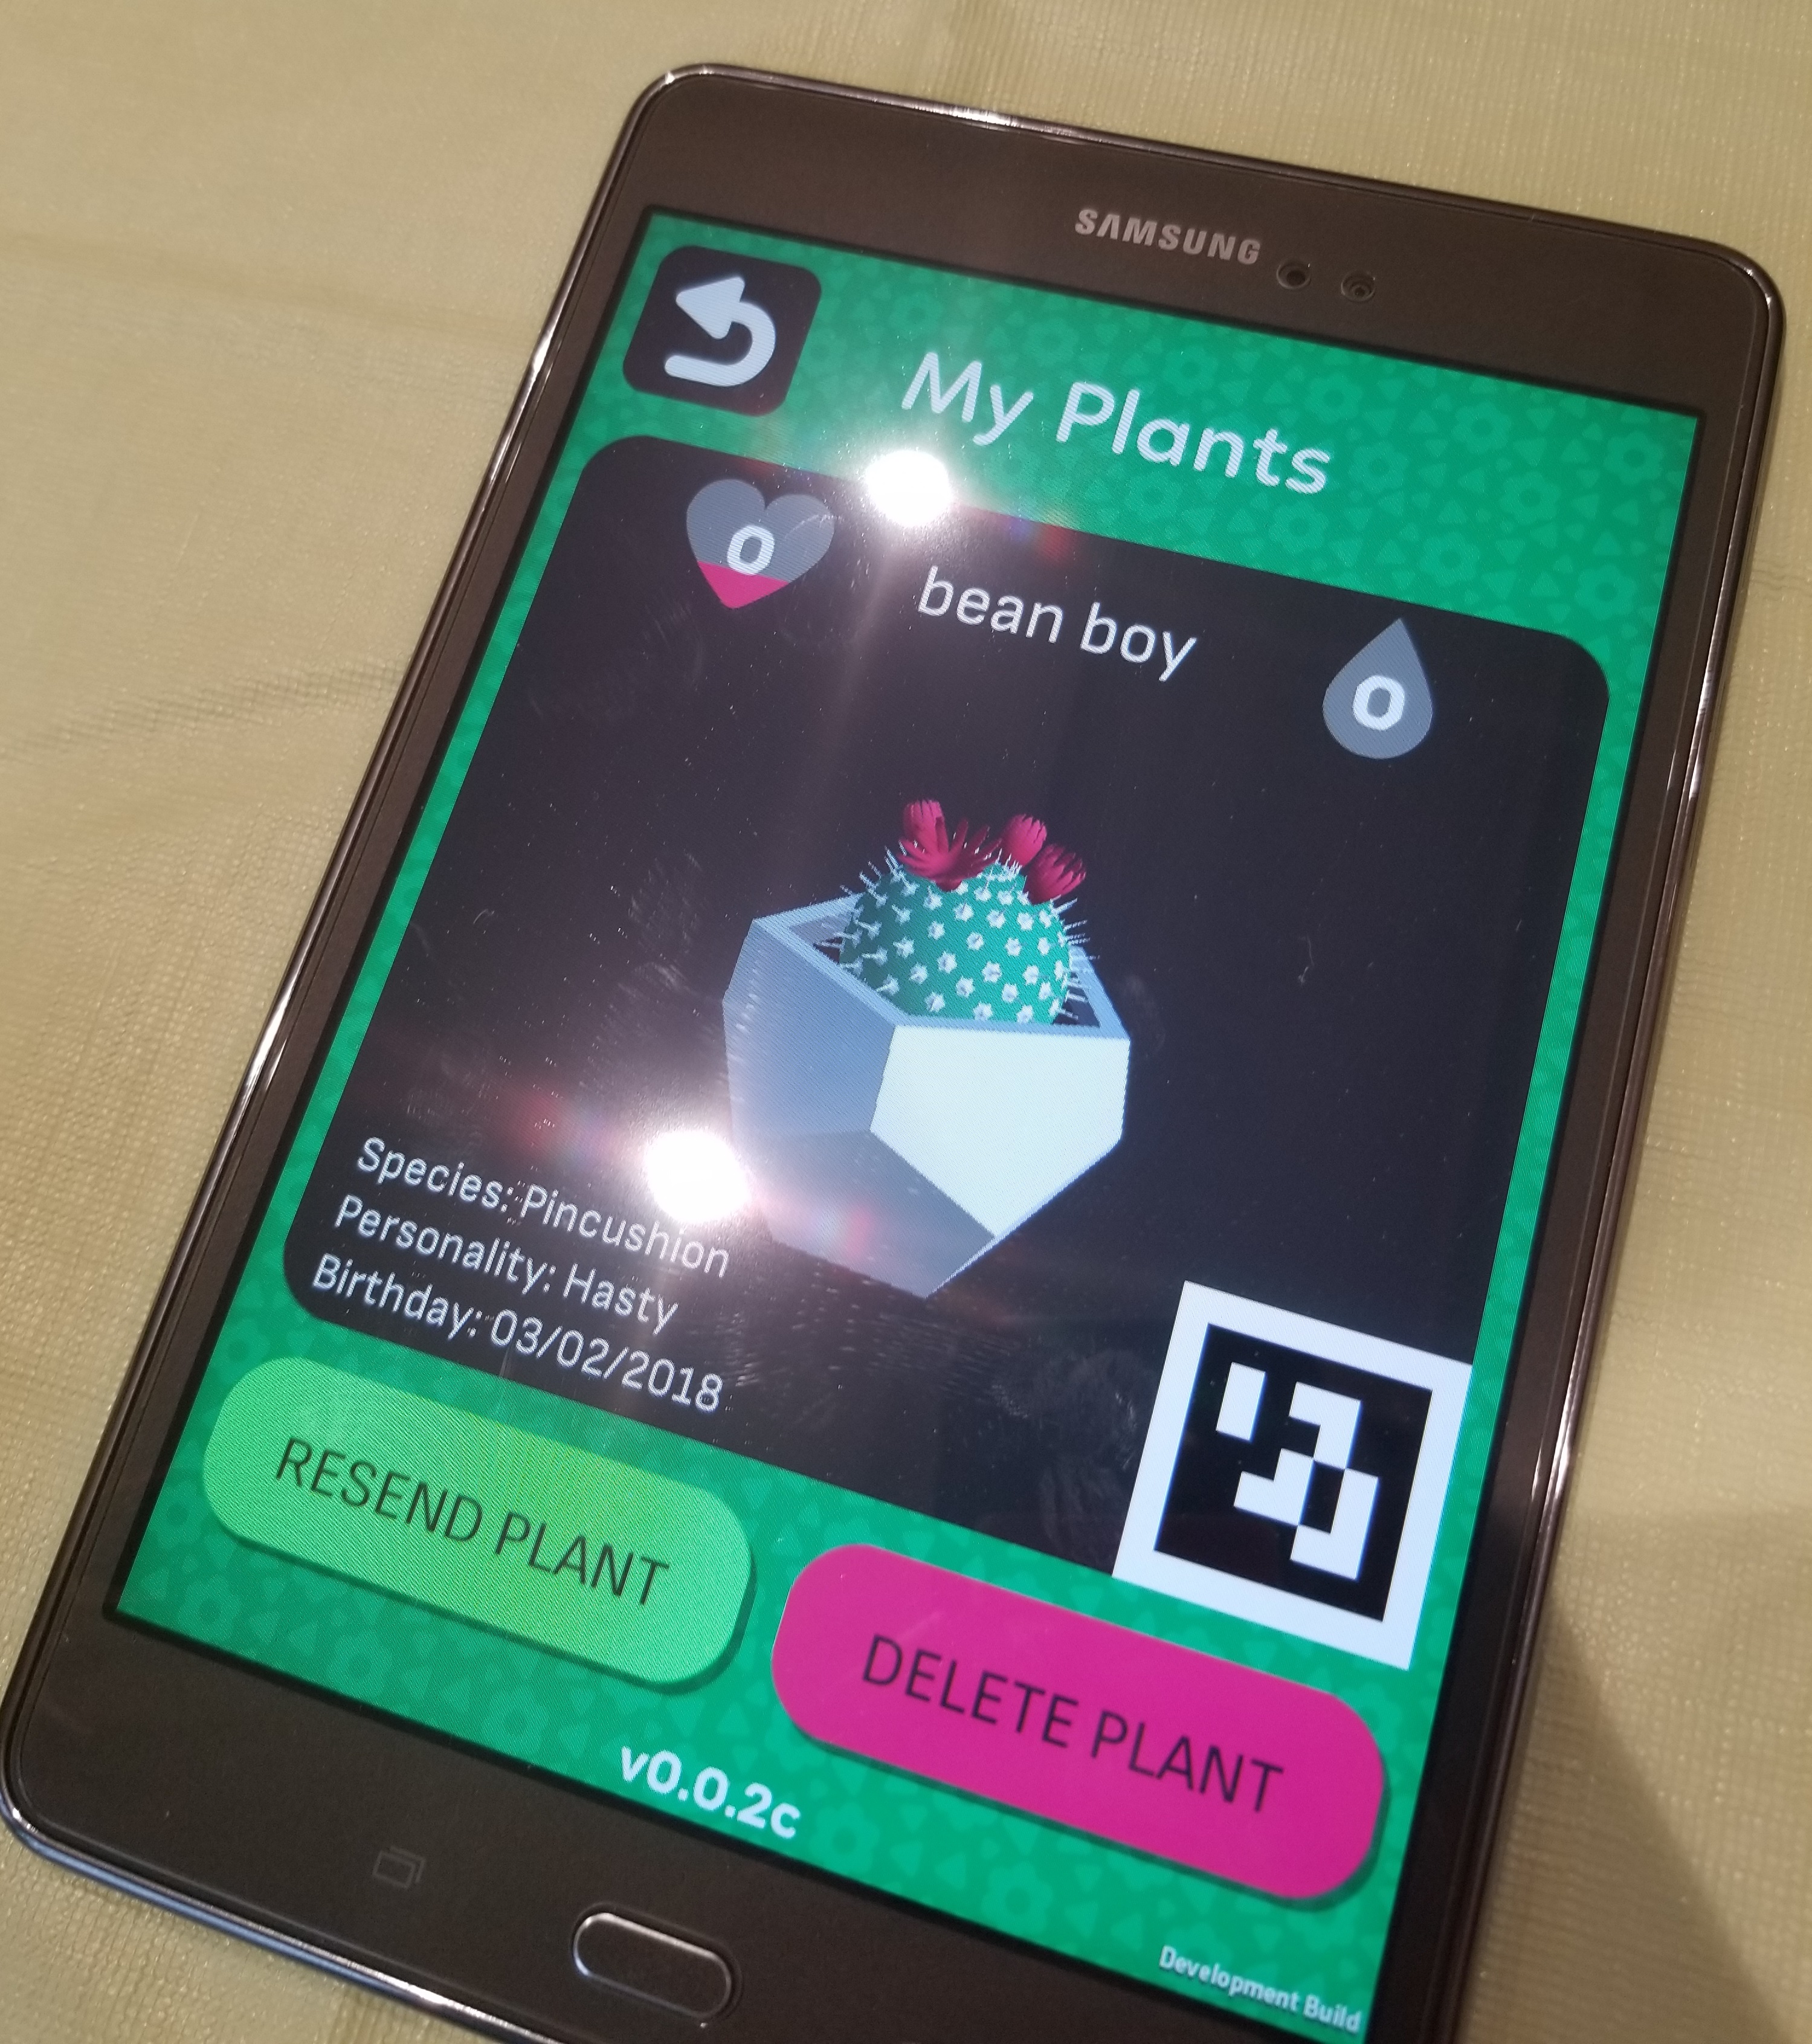 SAMSUNG
My Plants
0
bean boy
0
Species: Pincushion
Personality: Hasty
Birthday: 03/02/2018
RESEND PLANT
DELETE PLANT
v0.0.2c
Development Build